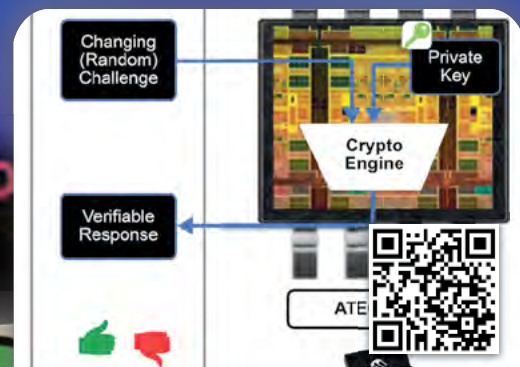 Changing
(Random)
Challenge
Private
Key
Crypto
Engine
Verifiable
Response
ATE